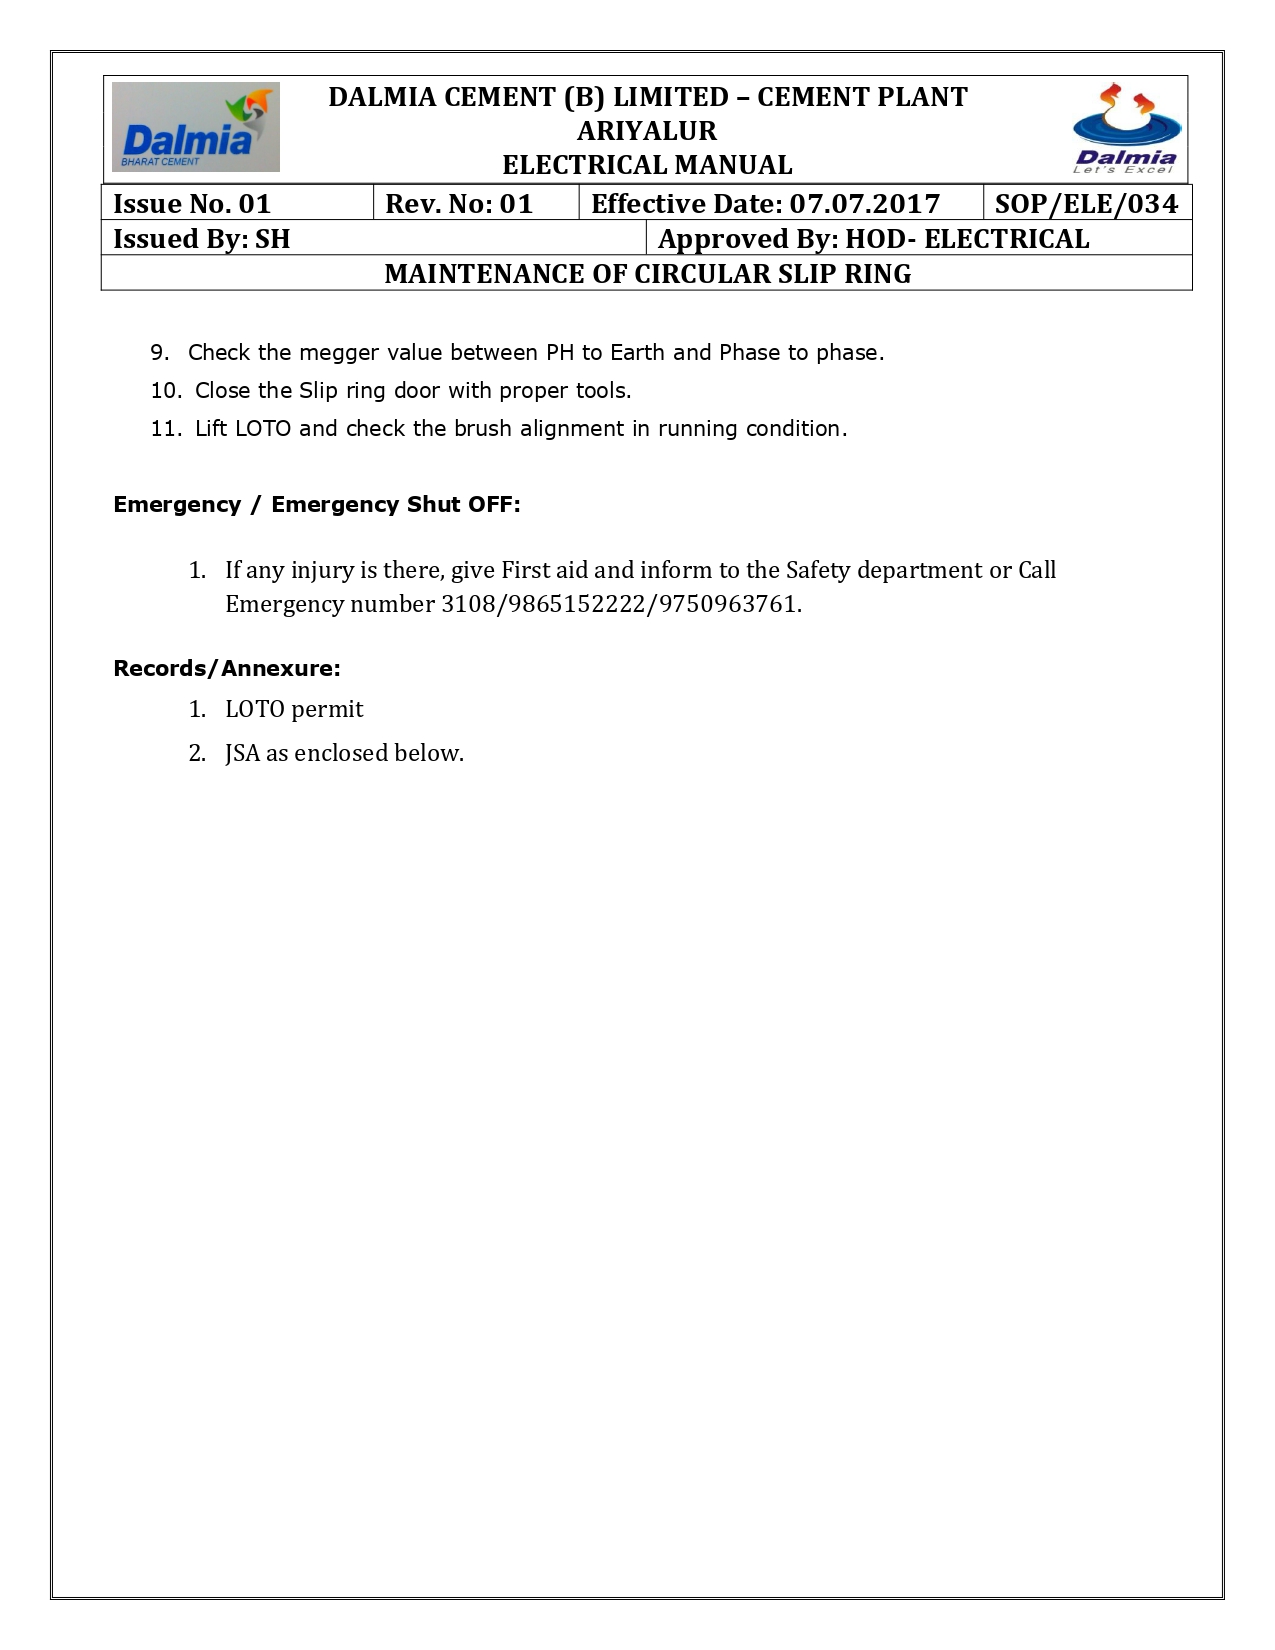 Dalmia
BHARAT CEMENT
DALMIA CEMENT (B) LIMITED – CEMENT PLANT
ARIYALUR
ELECTRICAL MANUAL
Dalmia
Let's Excel
Issue No. 01 Rev. No: 01 Effective Date: 07.07.2017 SOP/ELE/034
Issued By: SH Approved By: HOD- ELECTRICAL
MAINTENANCE OF CIRCULAR SLIP RING
9. Check the megger value between PH to Earth and Phase to phase.
10. Close the Slip ring door with proper tools.
11. Lift LOTO and check the brush alignment in running condition.
Emergency / Emergency Shut OFF:
1. If any injury is there, give First aid and inform to the Safety department or Call
Emergency number 3108/9865152222/9750963761.
Records/Annexure:
1. LOTO permit
2. JSA as enclosed below.